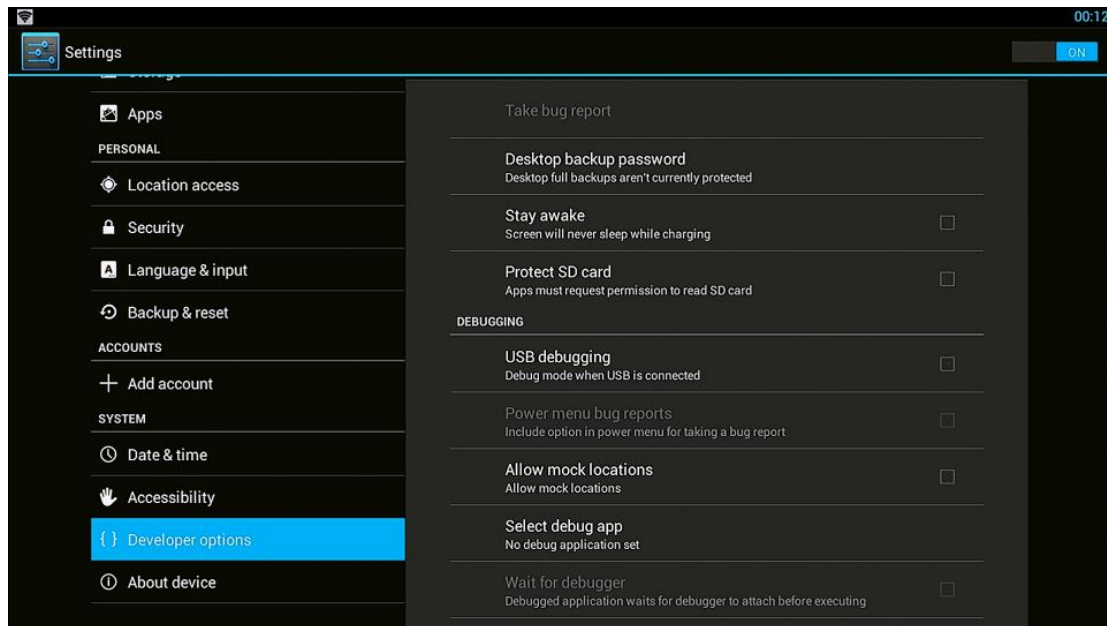 00:12
Settings
ON
Storage
Apps
PERSONAL
Location access
Security
Language & input
Backup & reset
ACCOUNTS
Add account
SYSTEM
Date & time
Accessibility
{ } Developer options
About device
Take bug report
Desktop backup password
Desktop full backups aren't currently protected
Stay awake
Screen will never sleep while charging
Protect SD card
Apps must request permission to read SD card
DEBUGGING
USB debugging
Debug mode when USB is connected
Power menu bug reports
Include option in power menu for taking a bug report
Allow mock locations
Allow mock locations
Select debug app
No debug application set
Wait for debugger
Debugged application waits for debugger to attach before executing